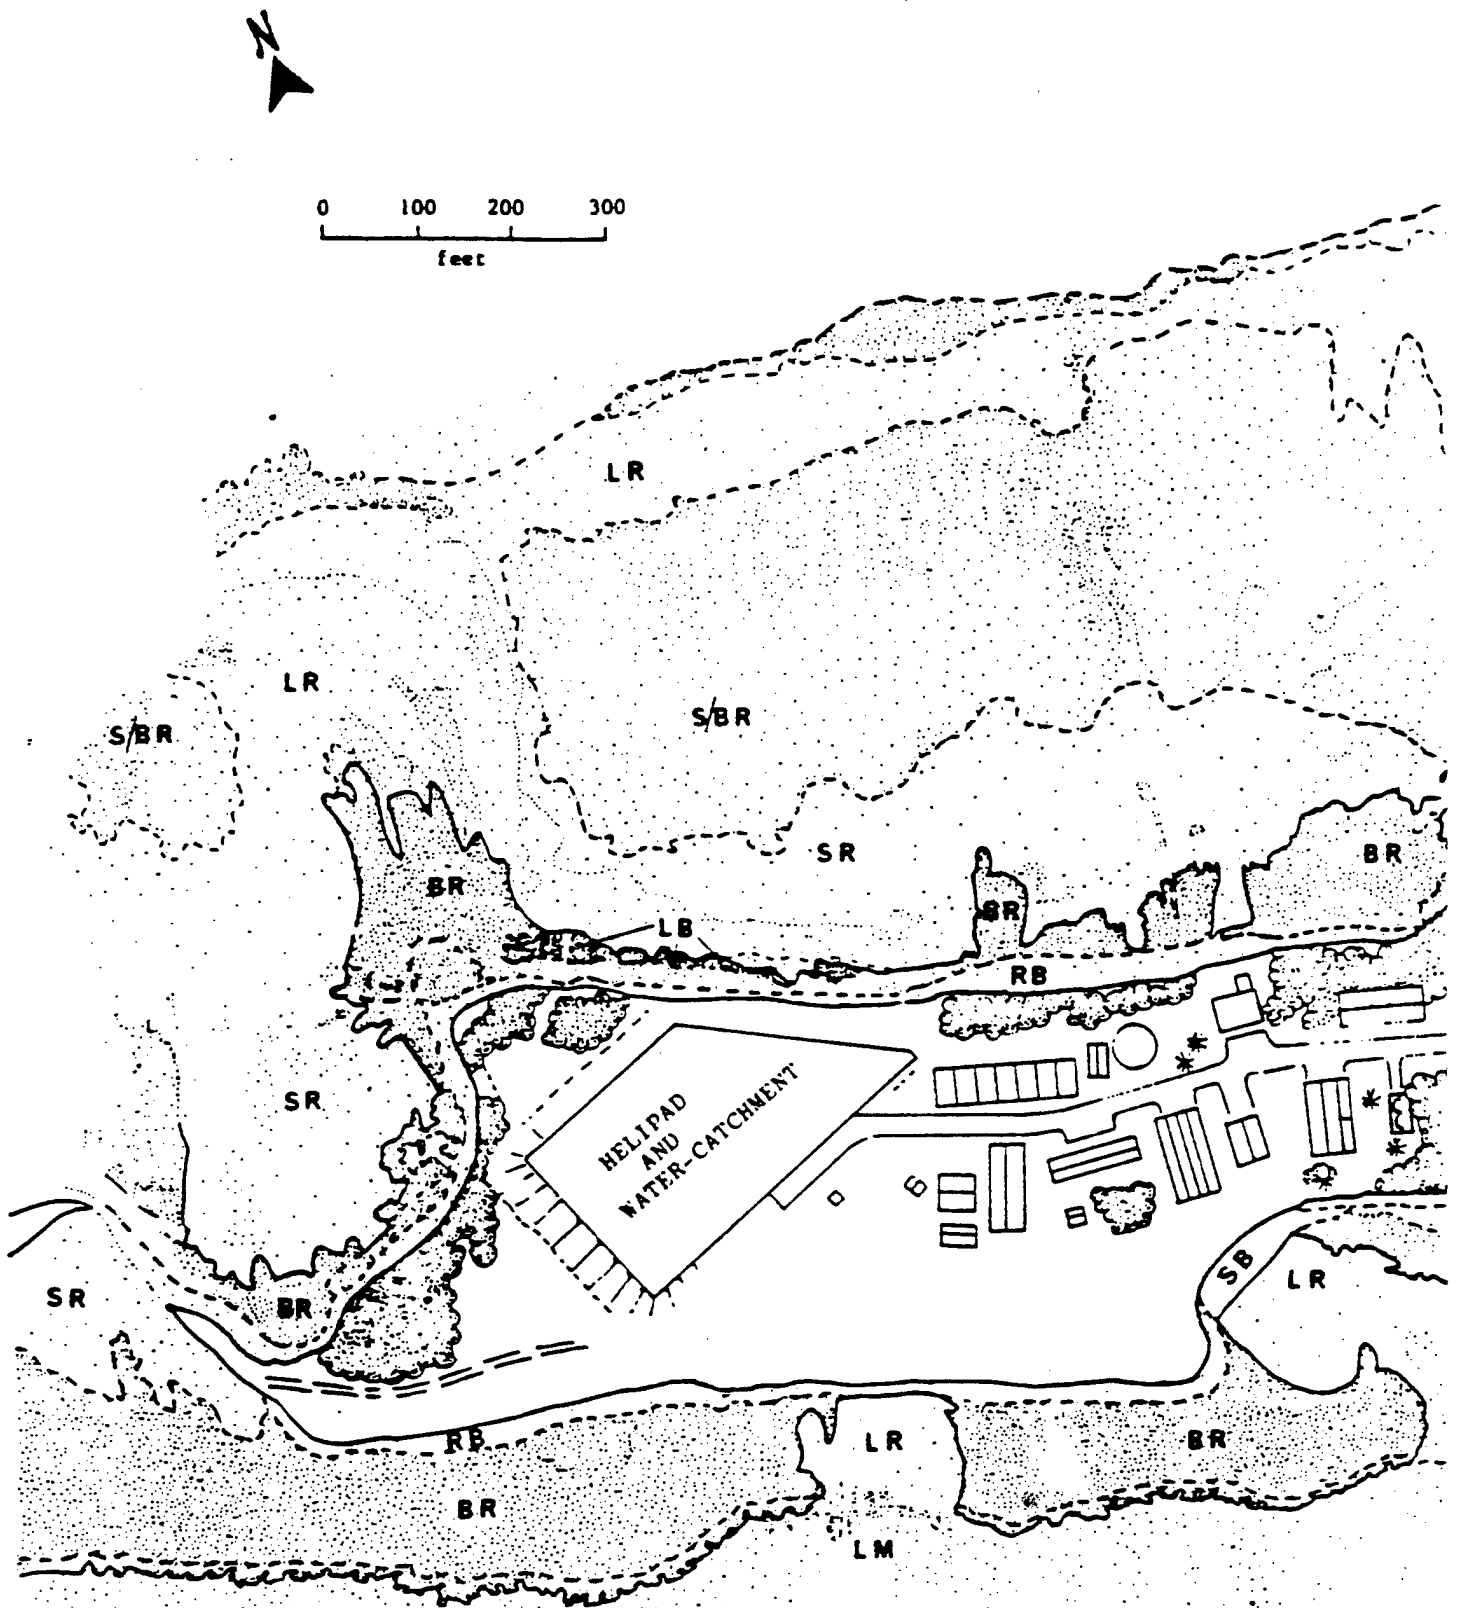 N
0 100 200 300
feet
LR
LR
S/BR
S/BR
SR
BR
BR
BR
LB
RB
SR
HELIPAD
AND
WATER-CATCHMENT
SB
LR
SR
BR
RB
LR
BR
BR
LM